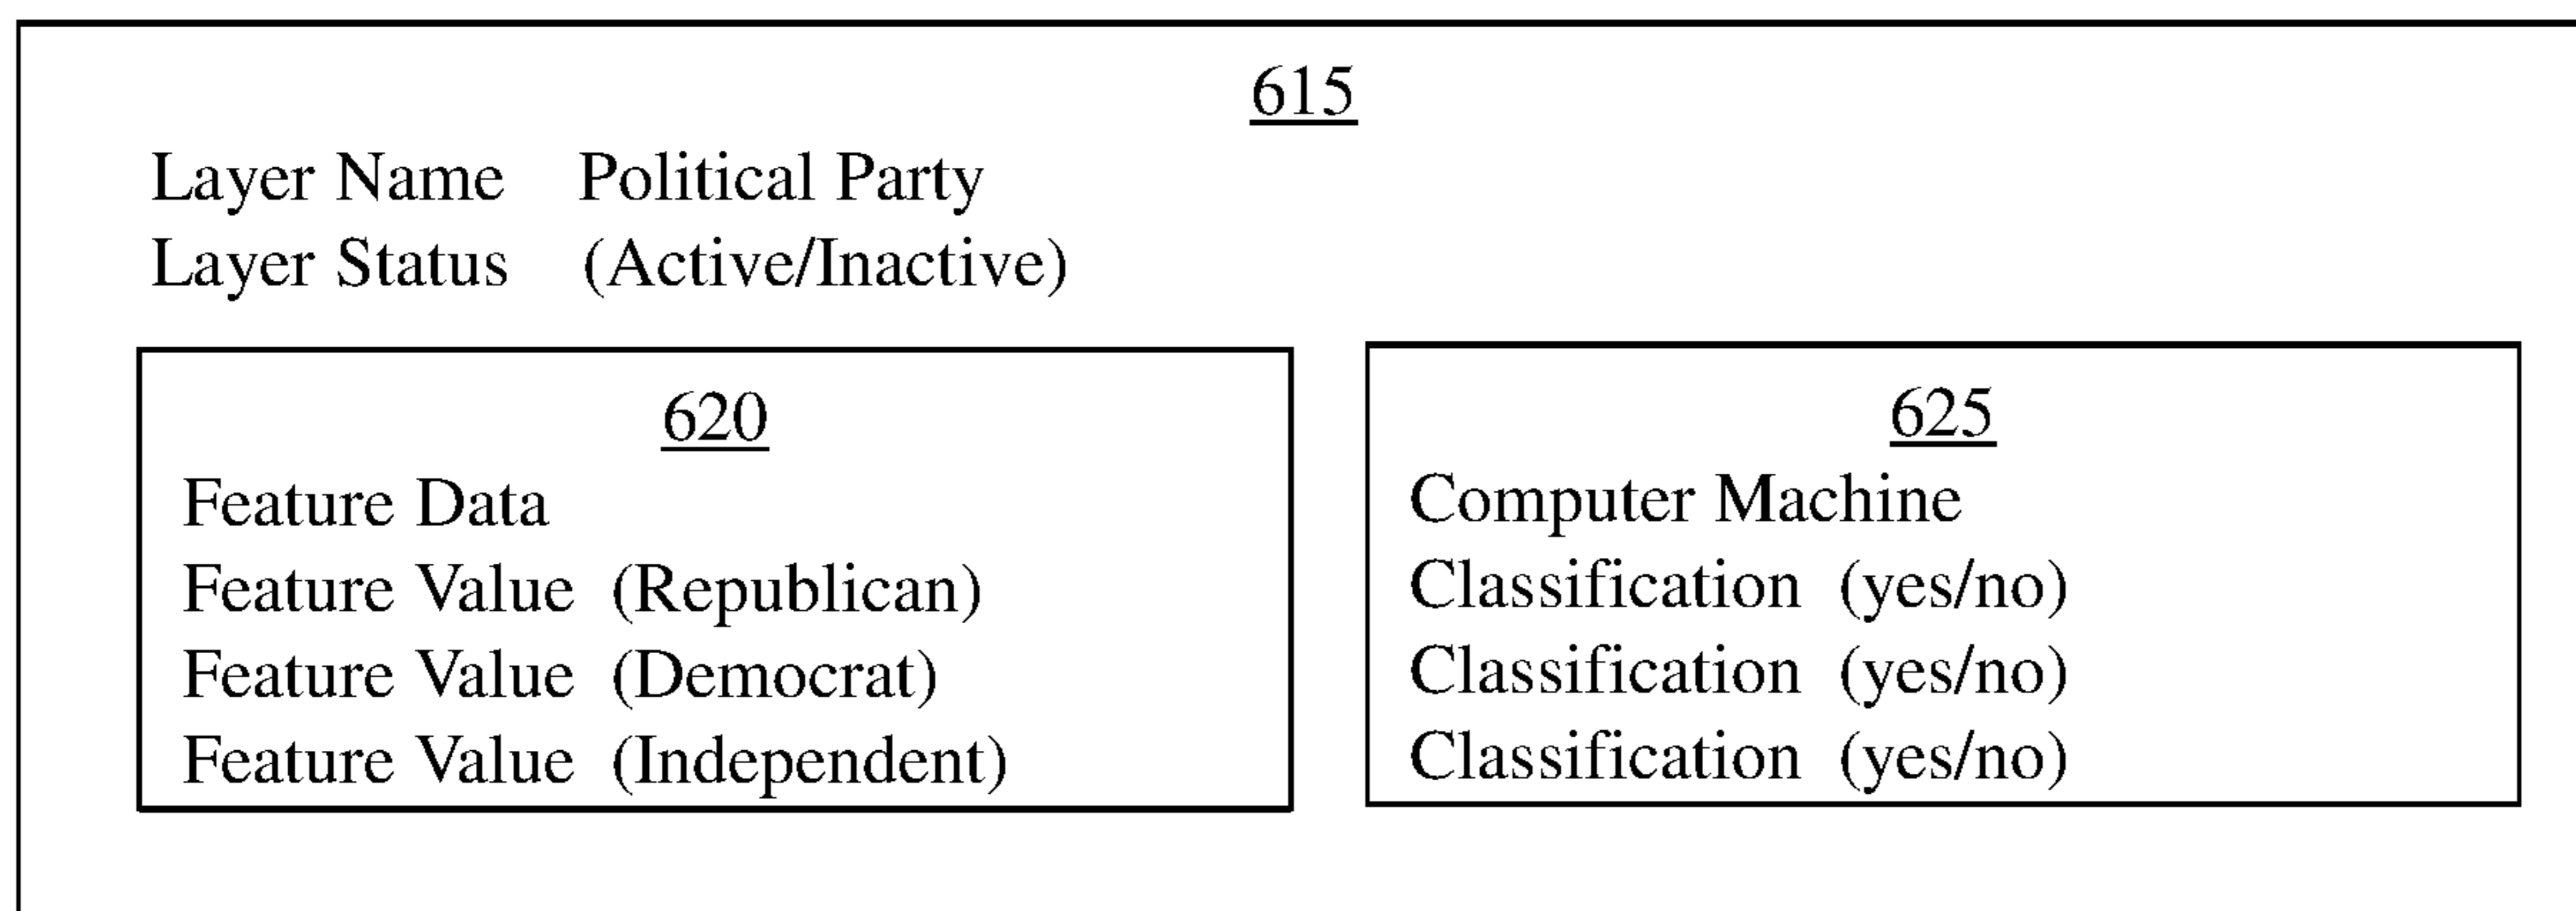 615
Layer Name Political Party
Layer Status (Active/Inactive)
620
Feature Data
Feature Value (Republican)
Feature Value (Democrat)
Feature Value (Independent)
625
Computer Machine
Classification (yes/no)
Classification (yes/no)
Classification (yes/no)